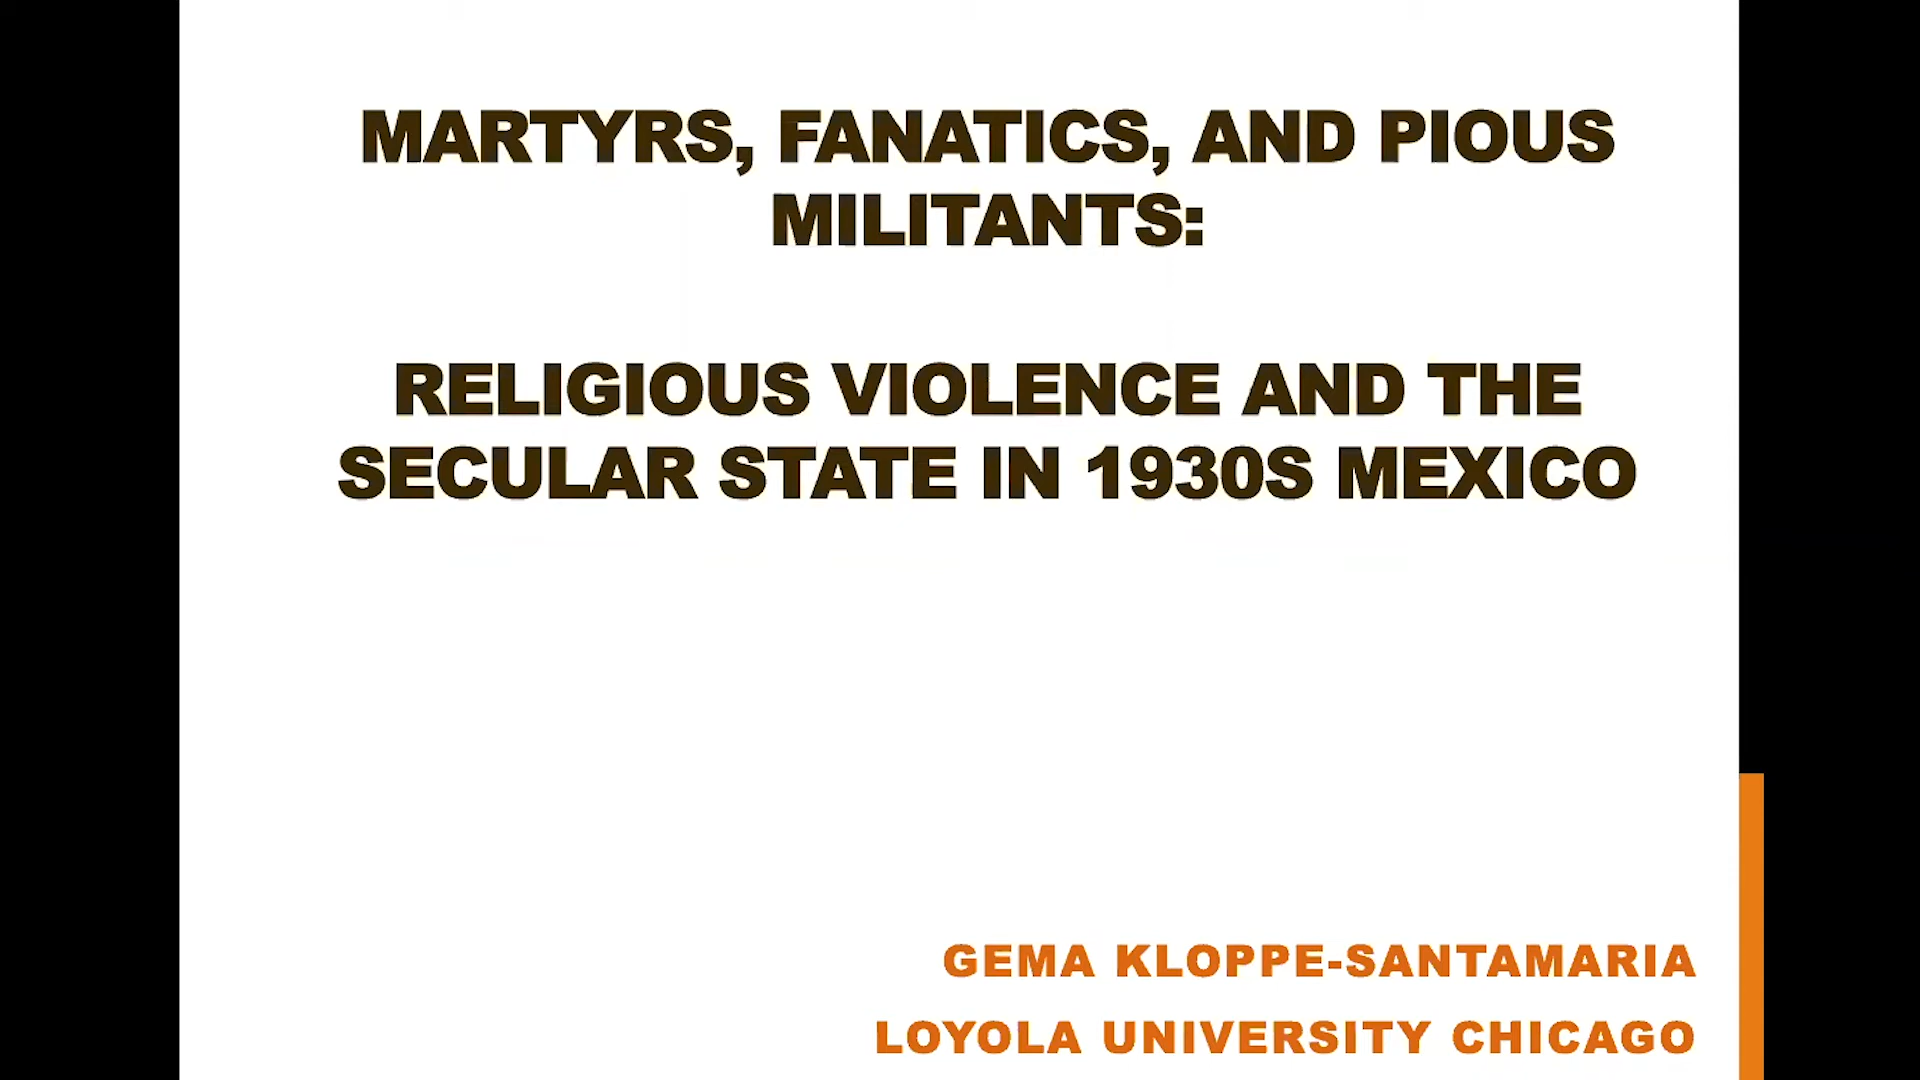 MARTYRS, FANATICS, AND PIOUS
MILITANTS:
RELIGIOUS VIOLENCE AND THE
SECULAR STATE IN 1930S MEXICO
GEMA KLOPPE-SANTAMARIA
LOYOLA UNIVERSITY CHICAGO